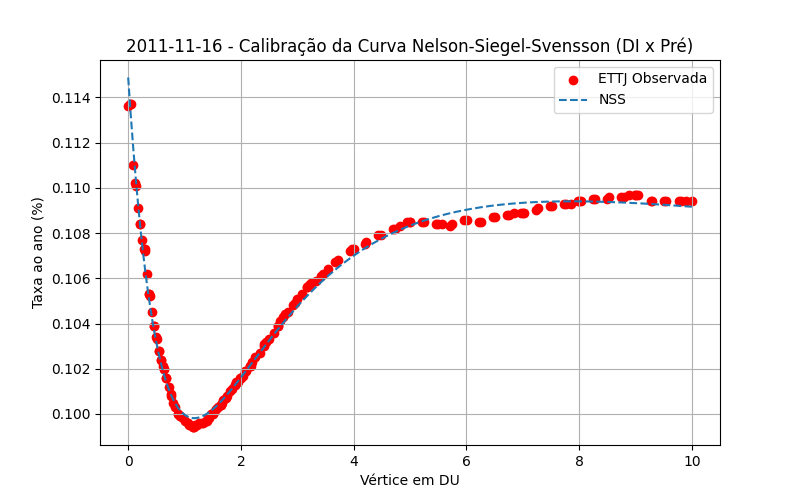 2011-11-16 - Calibração da Curva Nelson-Siegel-Svensson (DI x Pré)
ETTJ Observada
NSS
Taxa ao ano (%)
0.114
0.112
0.110
0.108
0.106
0.104
0.102
0.100
0 2 4 6 8 10
Vértice em DU